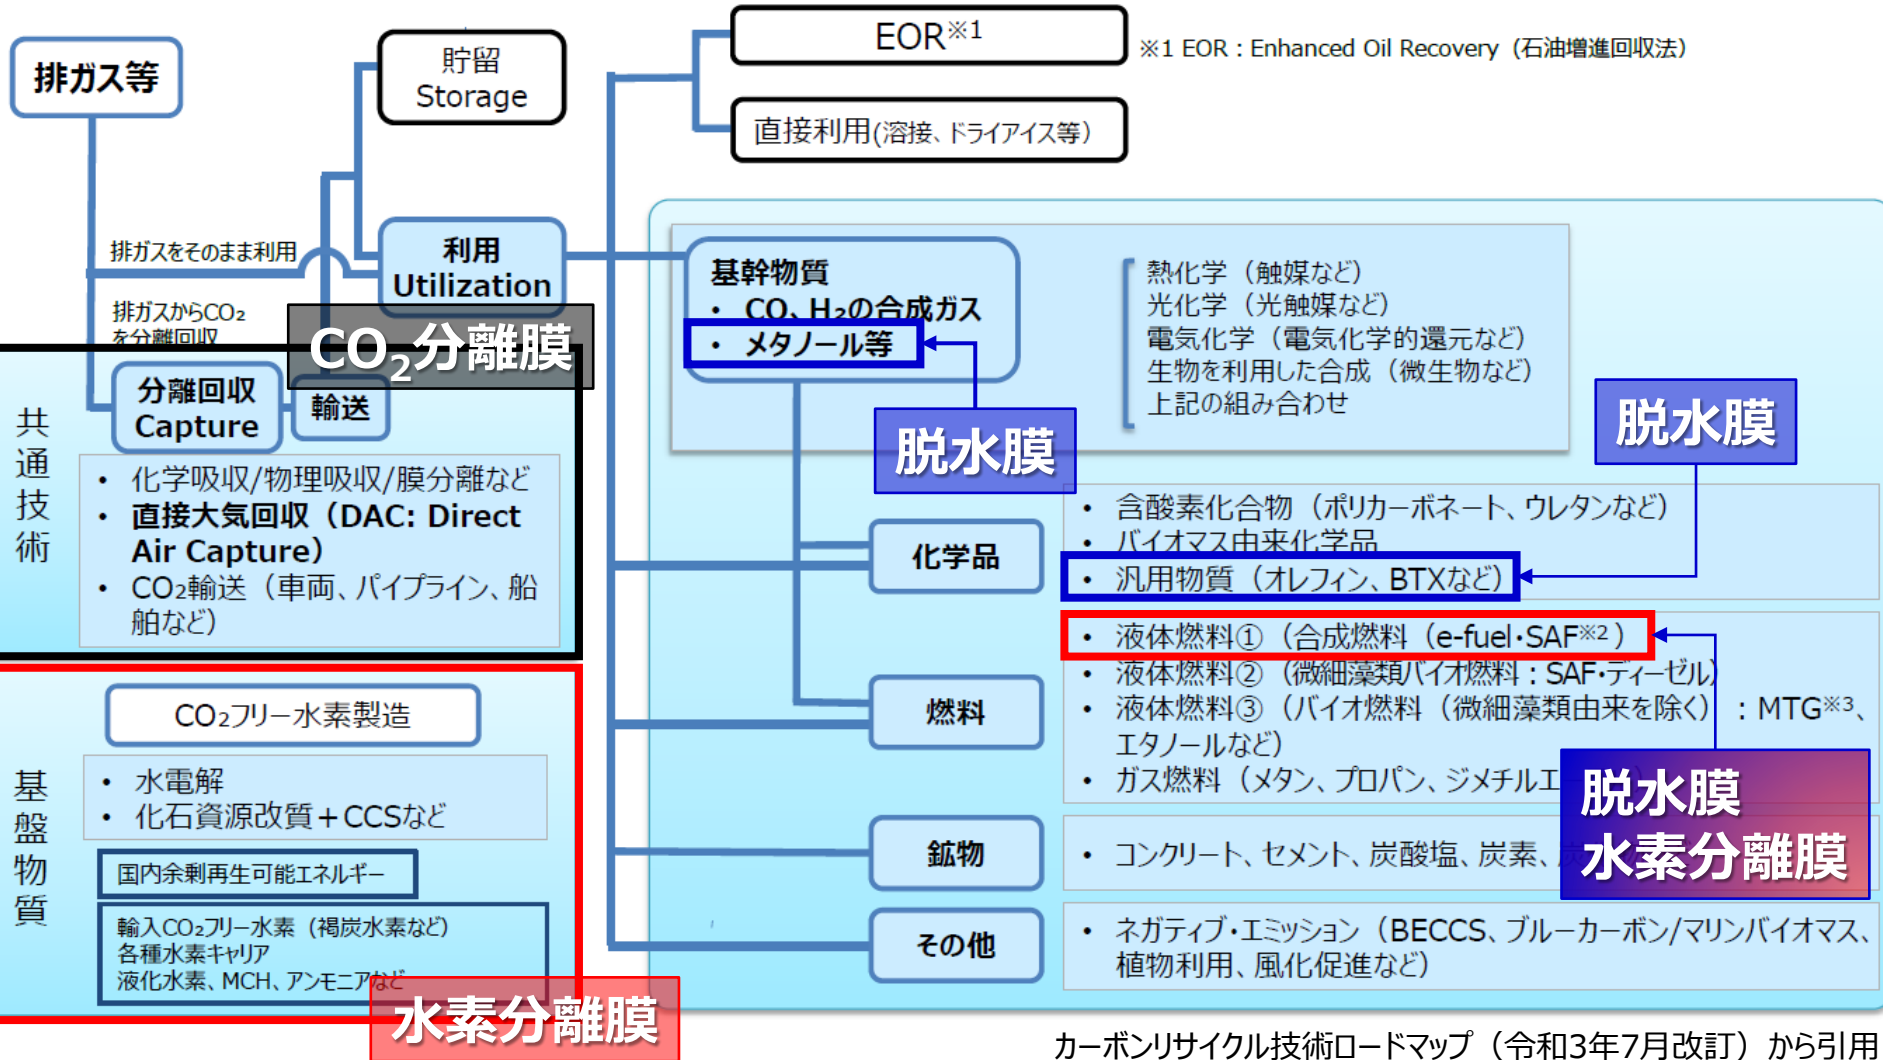 排ガス等
貯留
Storage
EOR※1
※1 EOR：Enhanced Oil Recovery（石油増進回収法）
直接利用(溶接、ドライアイス等）
排ガスをそのまま利用
利用
Utilization
排ガスからCO₂
を分離回収
CO₂分離膜
分離回収
Capture
輸送
共通技術
• 化学吸収/物理吸収/膜分離など
• 直接大気回収（DAC: Direct
Air Capture）
• CO₂輸送（車両、パイプライン、船
舶など）
基幹物質
• CO、H₂の合成ガス
• メタノール等
熱化学（触媒など）
光化学（光触媒など）
電気化学（電気化学的還元など）
生物を利用した合成（微生物など）
上記の組み合わせ
脱水膜
脱水膜
化学品
• 含酸素化合物（ポリカーボネート、ウレタンなど）
• バイオマス由来化学品
• 汎用物質（オレフィン、BTXなど）
燃料
• 液体燃料①（合成燃料（e-fuel・SAF※2）
• 液体燃料②（微細藻類バイオ燃料：SAF・ディーゼル）
• 液体燃料③（バイオ燃料（微細藻類由来を除く）：MTG※3、
エタノールなど）
• ガス燃料（メタン、プロパン、ジメチルエ
脱水膜
水素分離膜
鉱物
• コンクリート、セメント、炭酸塩、炭素、
その他
• ネガティブ・エミッション（BECCS、ブルーカーボン/マリンバイオマス、
植物利用、風化促進など）
基盤物質
CO₂フリー水素製造
• 水電解
• 化石資源改質＋CCSなど
国内余剰再生可能エネルギー
輸入CO₂フリー水素（褐炭水素など）
各種水素キャリア
液化水素、MCH、アンモニアなど
水素分離膜
カーボンリサイクル技術ロードマップ（令和3年7月改訂）から引用